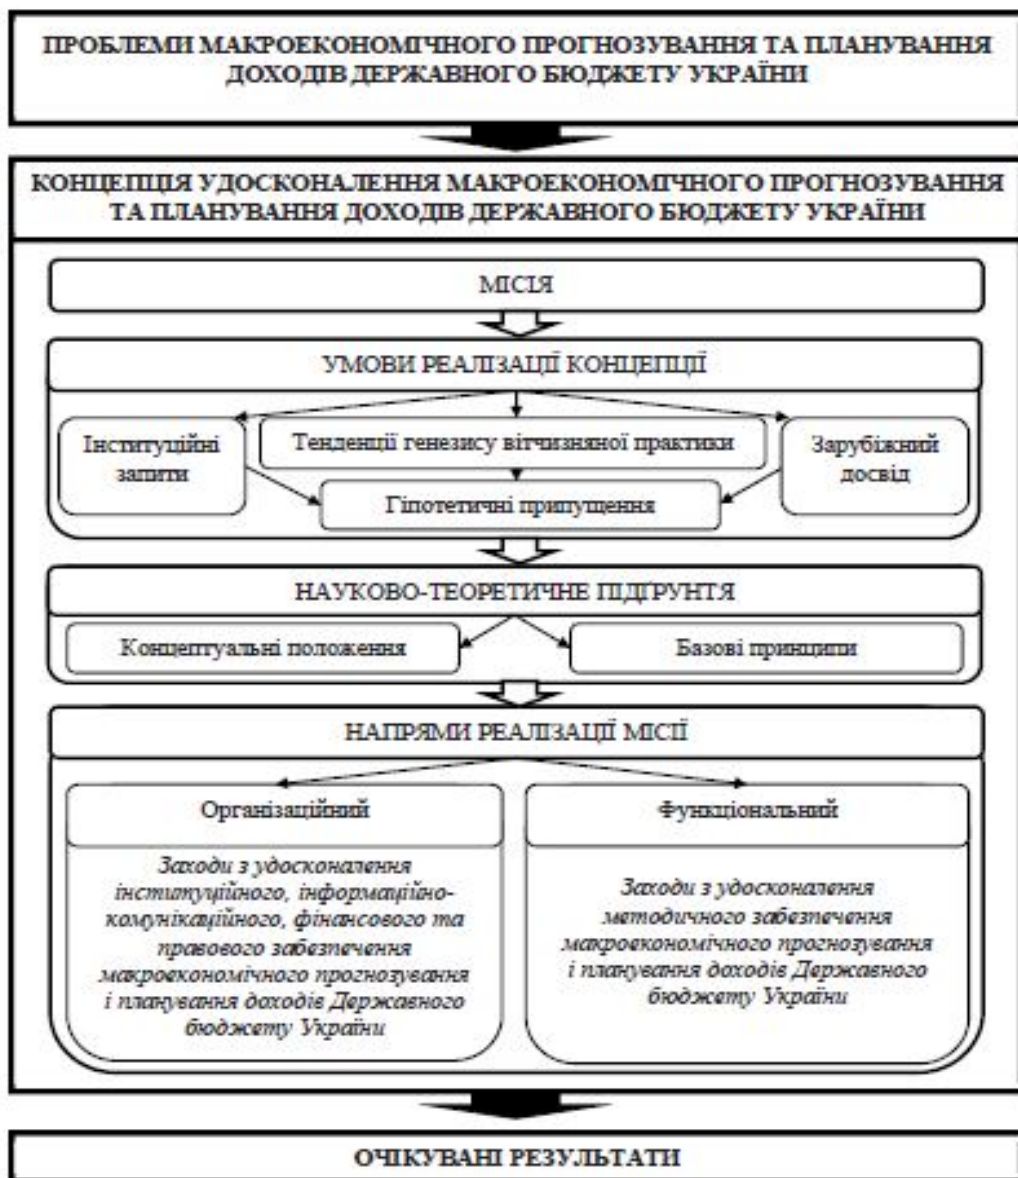 ПРОБЛЕМИ МАКРОЕКОНОМІЧНОГО ПРОГНОЗУВАННЯ ТА ПЛАНУВАННЯ
ДОХОДІВ ДЕРЖАВНОГО БЮДЖЕТУ УКРАЇНИ
КОНЦЕПЦІЯ УДОСКОНАЛЕННЯ МАКРОЕКОНОМІЧНОГО ПРОГНОЗУВАННЯ
ТА ПЛАНУВАННЯ ДОХОДІВ ДЕРЖАВНОГО БЮДЖЕТУ УКРАЇНИ
МІСІЯ
УМОВИ РЕАЛІЗАЦІЇ КОНЦЕПЦІЇ
Інституційні
запити
Тенденції генезису вітчизняної практики
Зарубіжний
досвід
Гіпотетичні припущення
НАУКОВО-ТЕОРЕТИЧНЕ ПІДҐРУНТЯ
Концептуальні положення
Базові принципи
НАПРЯМИ РЕАЛІЗАЦІЇ МІСІЇ
Організаційний
Заходи з удосконалення
інституційного, інформаційно-
комунікаційного, фінансового та
правового забезпечення
макроекономічного прогнозування
і планування доходів Державного
бюджету України
Функціональний
Заходи з удосконалення
методичного забезпечення
макроекономічного прогнозування
і планування доходів Державного
бюджету України
ОЧІКУВАНІ РЕЗУЛЬТАТИ